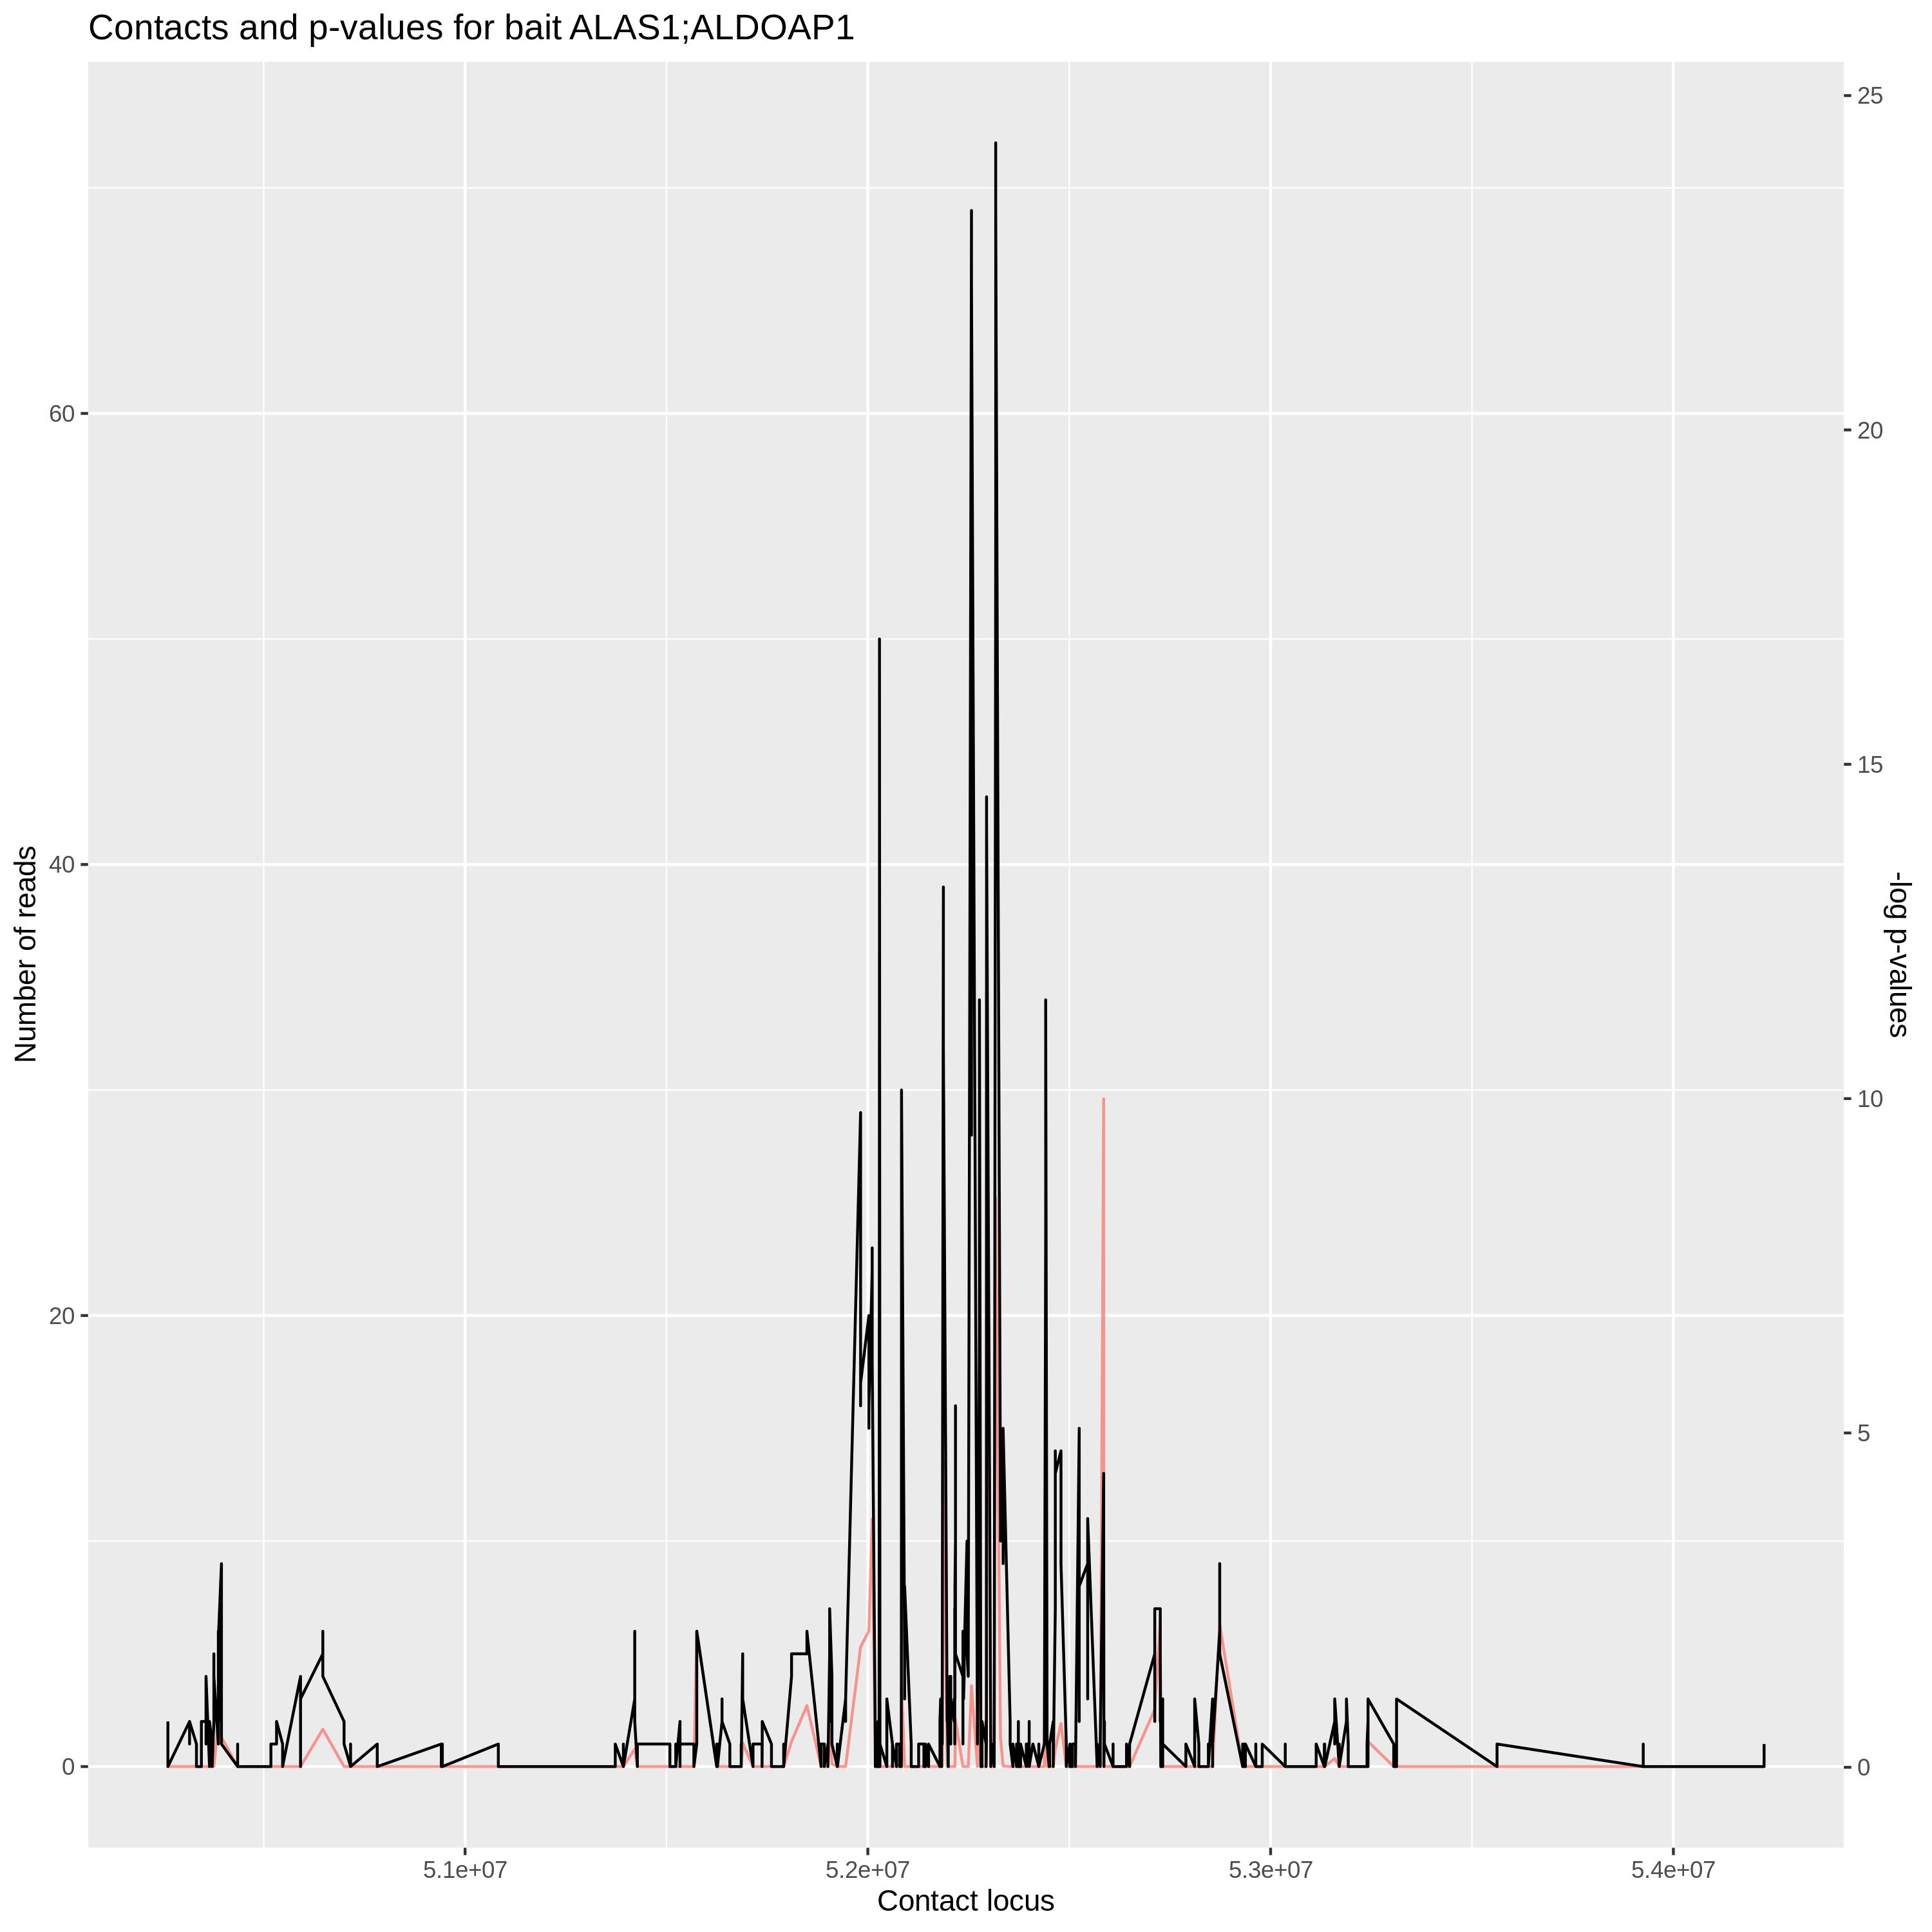 Contacts and p-values for bait ALAS1;ALDOAP1
25
60
20
15
40
Number of reads
-log p-values
10
20
5
0
0
5.1e+07
5.2e+07
5.3e+07
5.4e+07
Contact locus